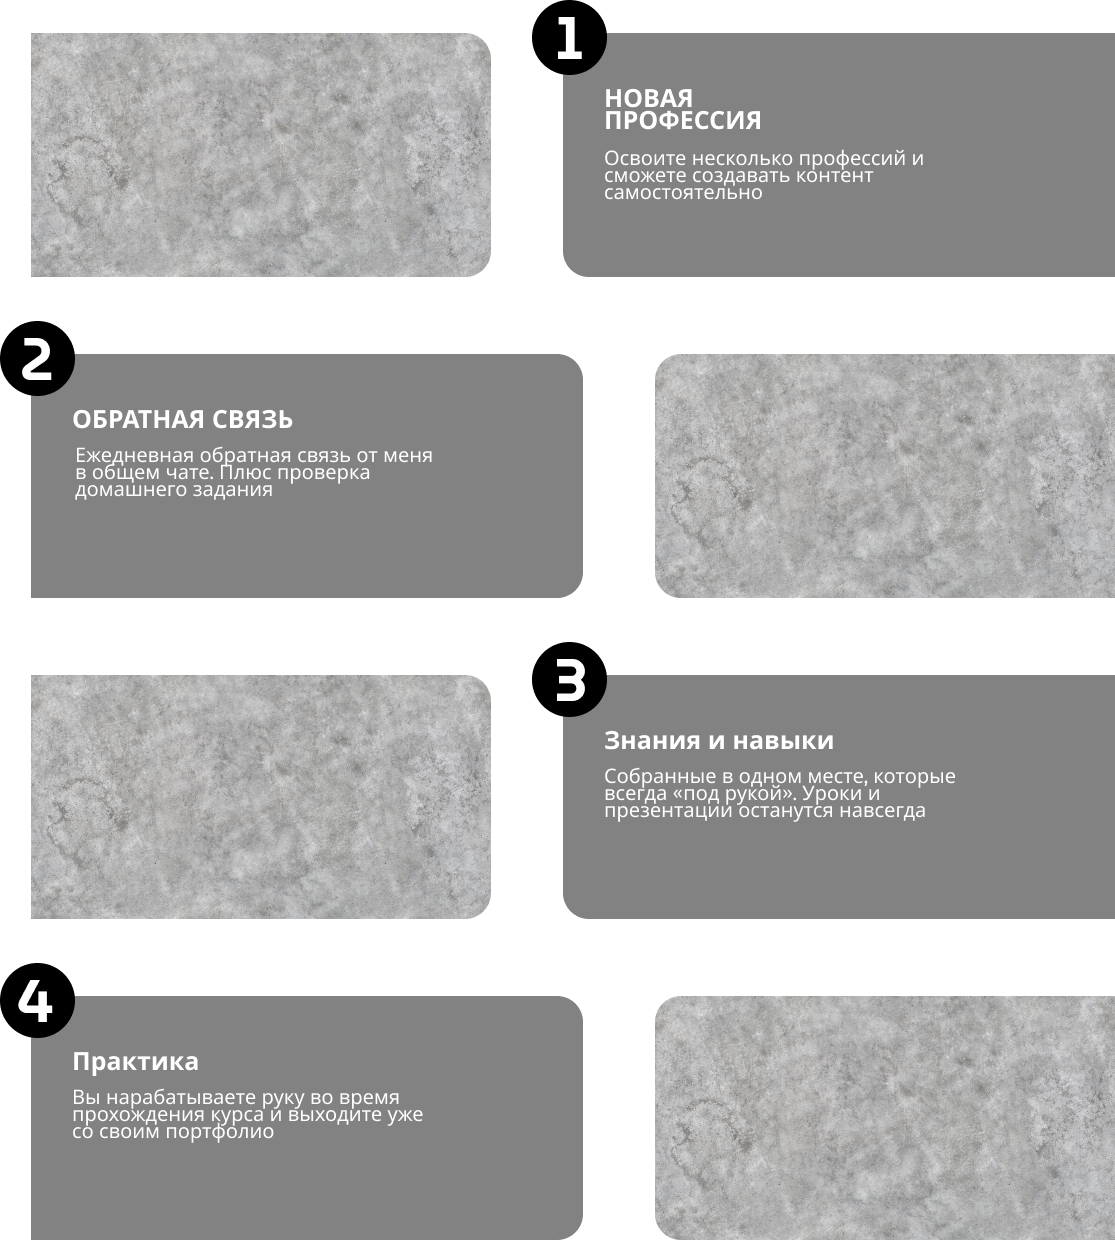 1
НОВАЯ
ПРОФЕССИЯ
Освоите несколько профессий и
сможете создавать контент
самостоятельно
2
ОБРАТНАЯ СВЯЗЬ
Ежедневная обратная связь от меня
в общем чате. Плюс проверка
домашнего задания
3
Знания и навыки
Собранные в одном месте, которые
всегда «под рукой». Уроки и
презентации останутся навсегда
4
Практика
Вы нарабатываете руку во время
прохождения курса и выходите уже
со своим портфолио